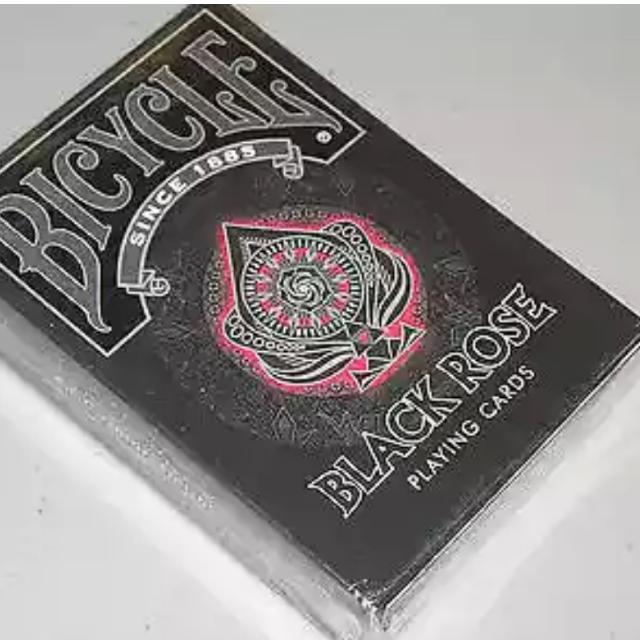 BICYCLE®
SINCE 1885
BLACK ROSE
PLAYING CARDS